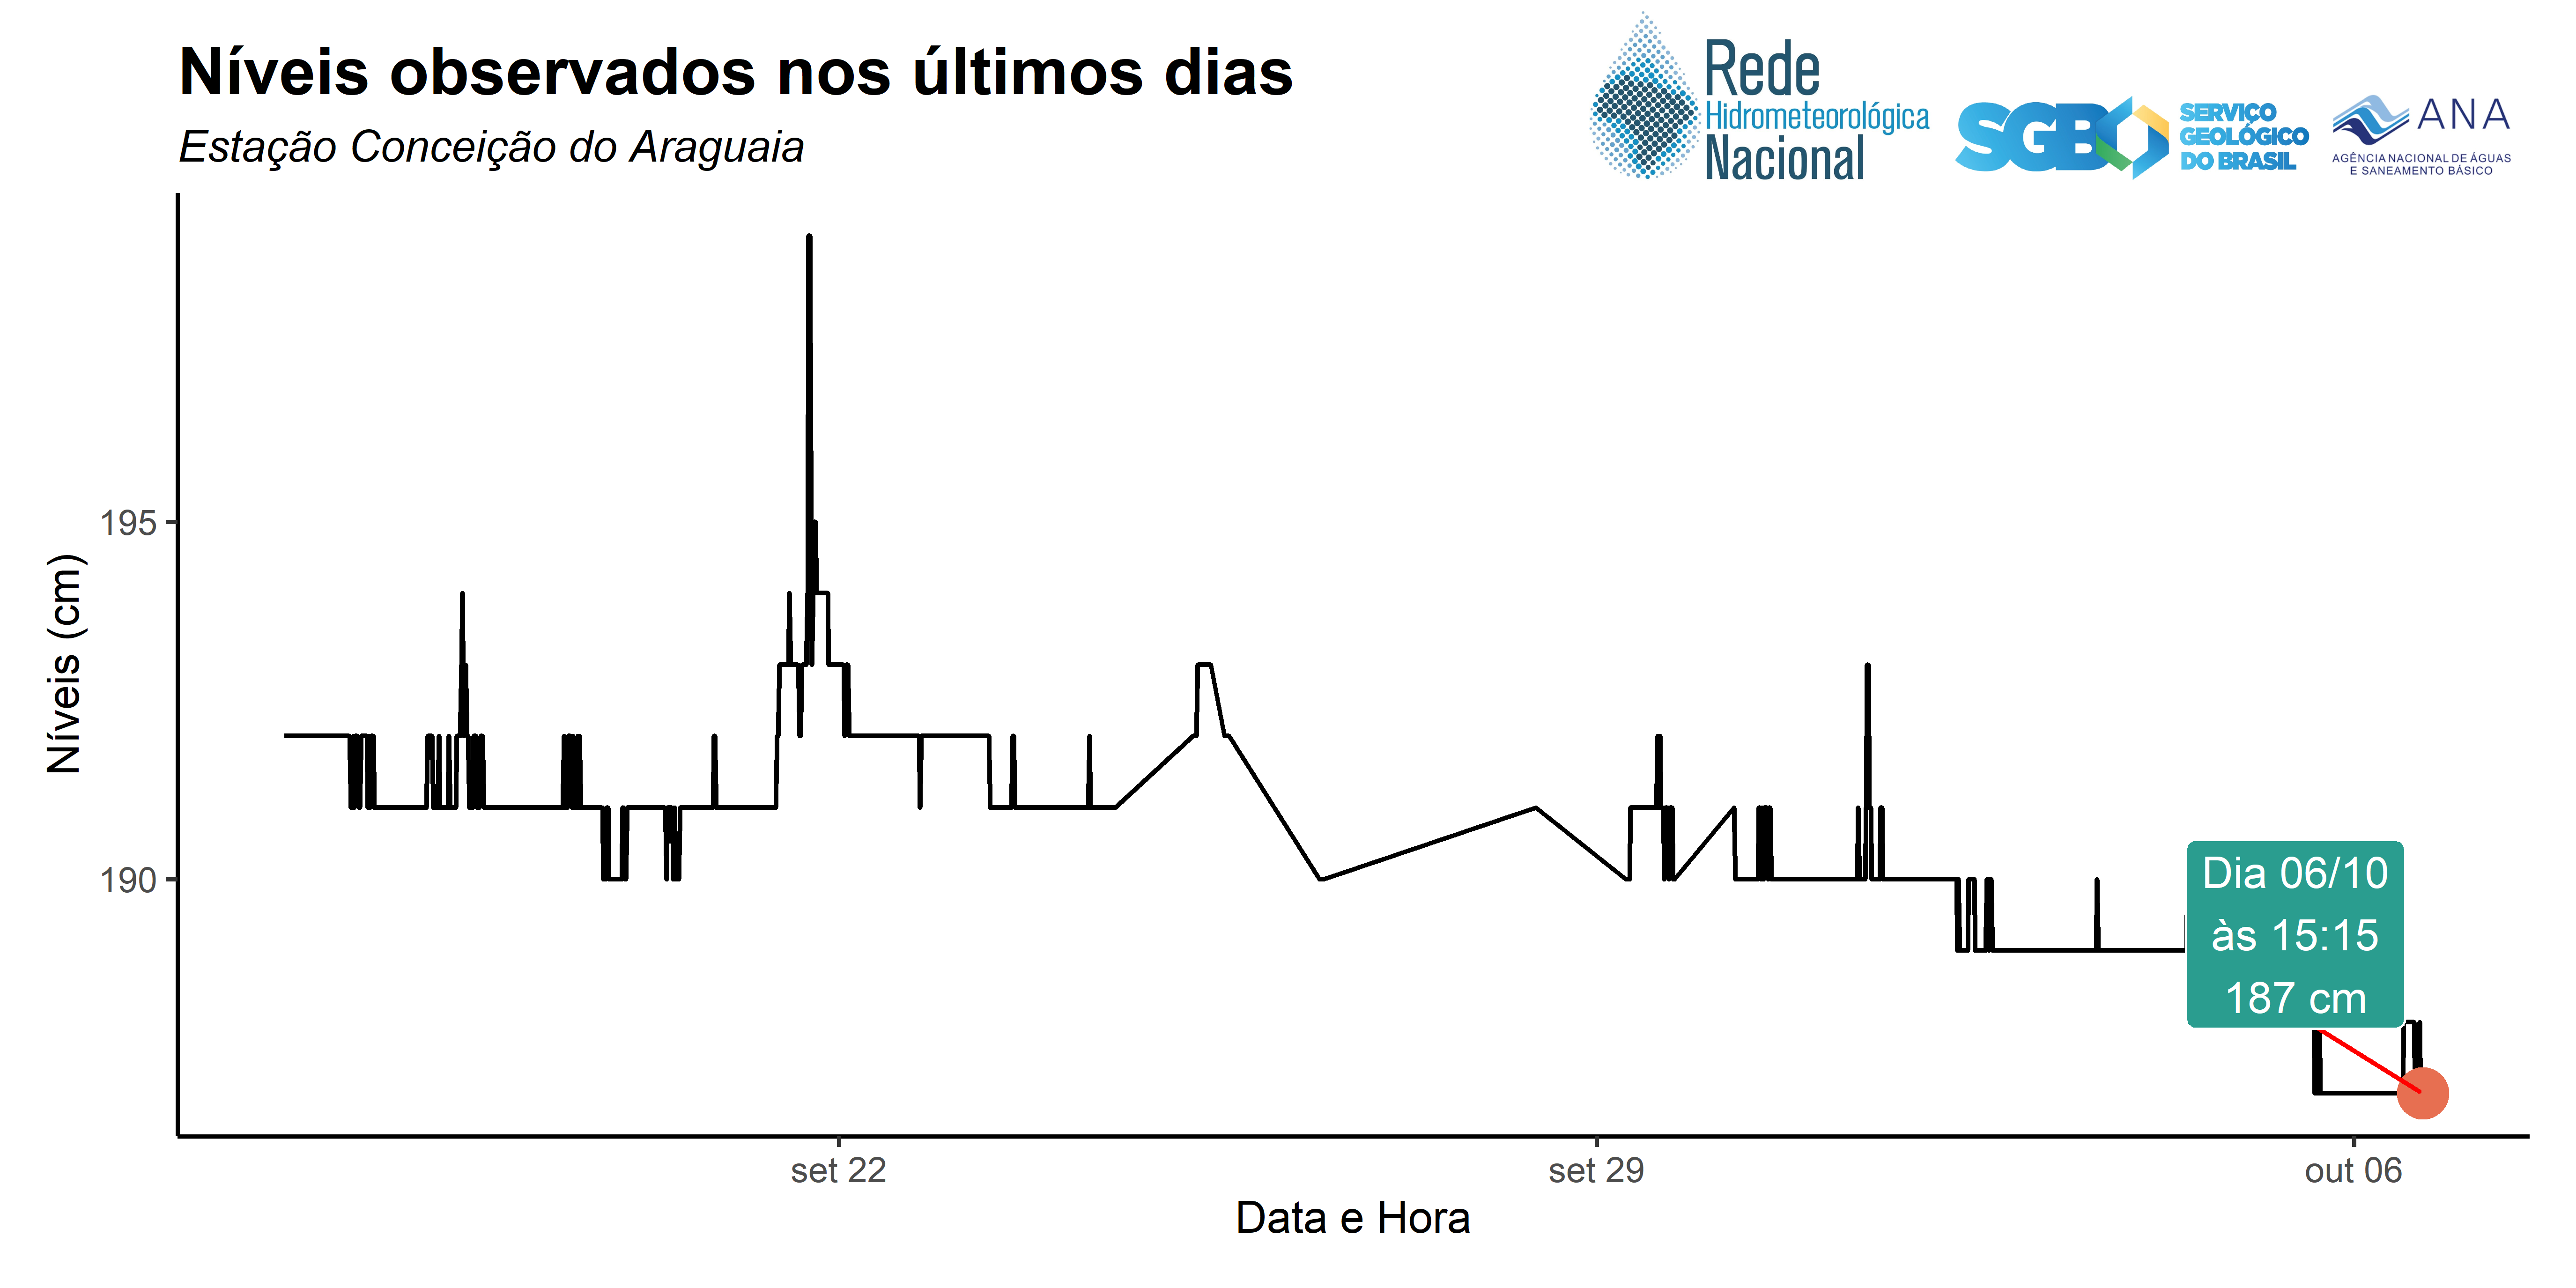 Níveis observados nos últimos dias
Estação Conceição do Araguaia
Rede
Hidrometeorológica
Nacional
SGB
SERVIÇO
GEOLÓGICO
DO BRASIL
ANA
AGÊNCIA NACIONAL DE ÁGUAS
E SANEAMENTO BÁSICO
Níveis (cm)
195
190
Dia 06/10
às 15:15
187 cm
set 22
set 29
out 06
Data e Hora